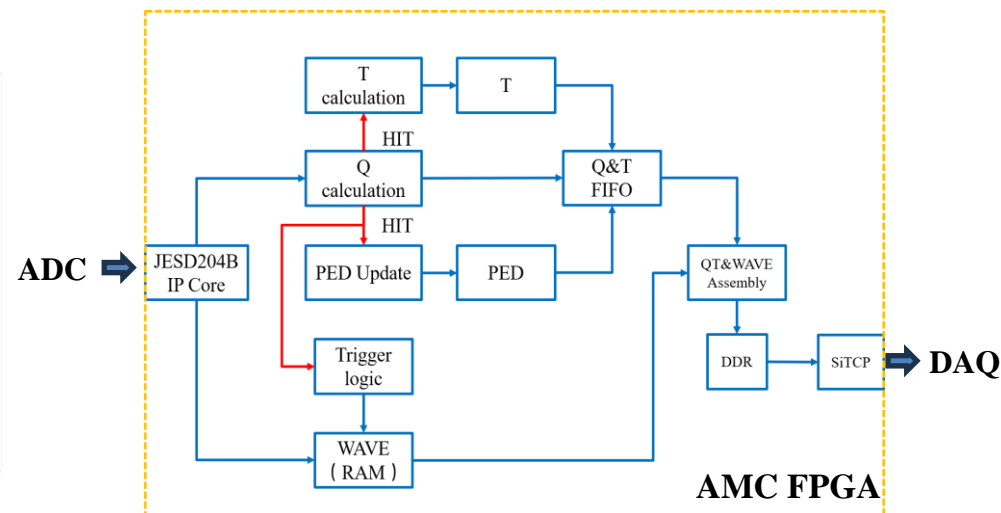 T
calculation
T
HIT
Q
calculation
Q&T
FIFO
HIT
ADC
JESD204B
IP Core
PED Update
PED
QT&WAVE
Assembly
Trigger
logic
DDR
SiTCP
DAQ
WAVE
( RAM )
AMC FPGA